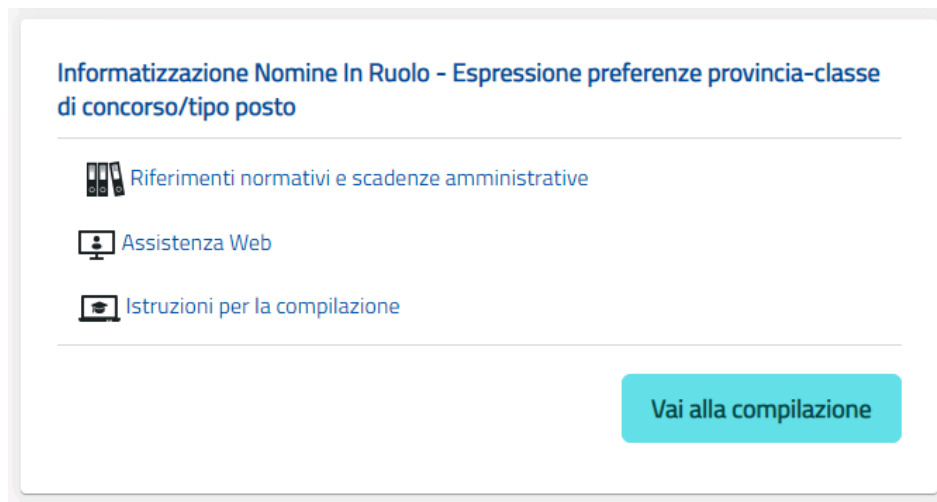 Informatizzazione Nomine In Ruolo - Espressione preferenze provincia-classe
di concorso/tipo posto
Riferimenti normativi e scadenze amministrative
Assistenza Web
Istruzioni per la compilazione
Vai alla compilazione